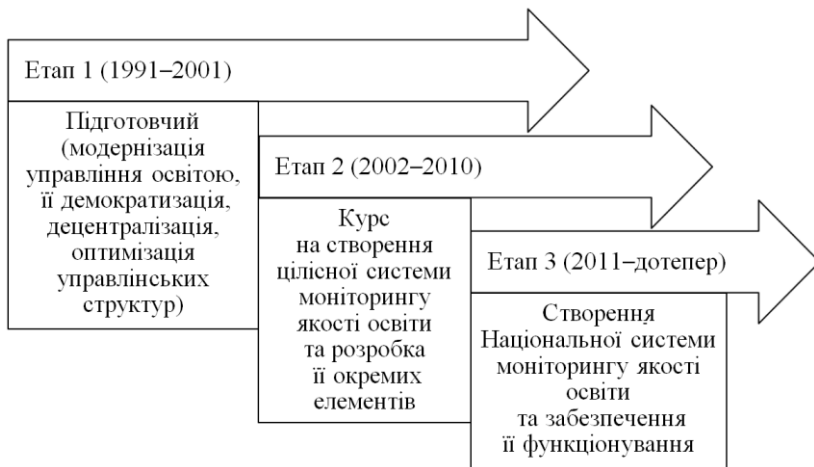 Етап 1 (1991–2001)
Підготовчий
(модернізація
управління освітою,
її демократизація,
децентралізація,
оптимізація
управлінських
структур)
Етап 2 (2002–2010)
Курс
на створення
цілісної системи
моніторингу
якості освіти
та розробка
її окремих
елементів
Етап 3 (2011–дотепер)
Створення
Національної системи
моніторингу якості
освіти
та забезпечення
її функціонування